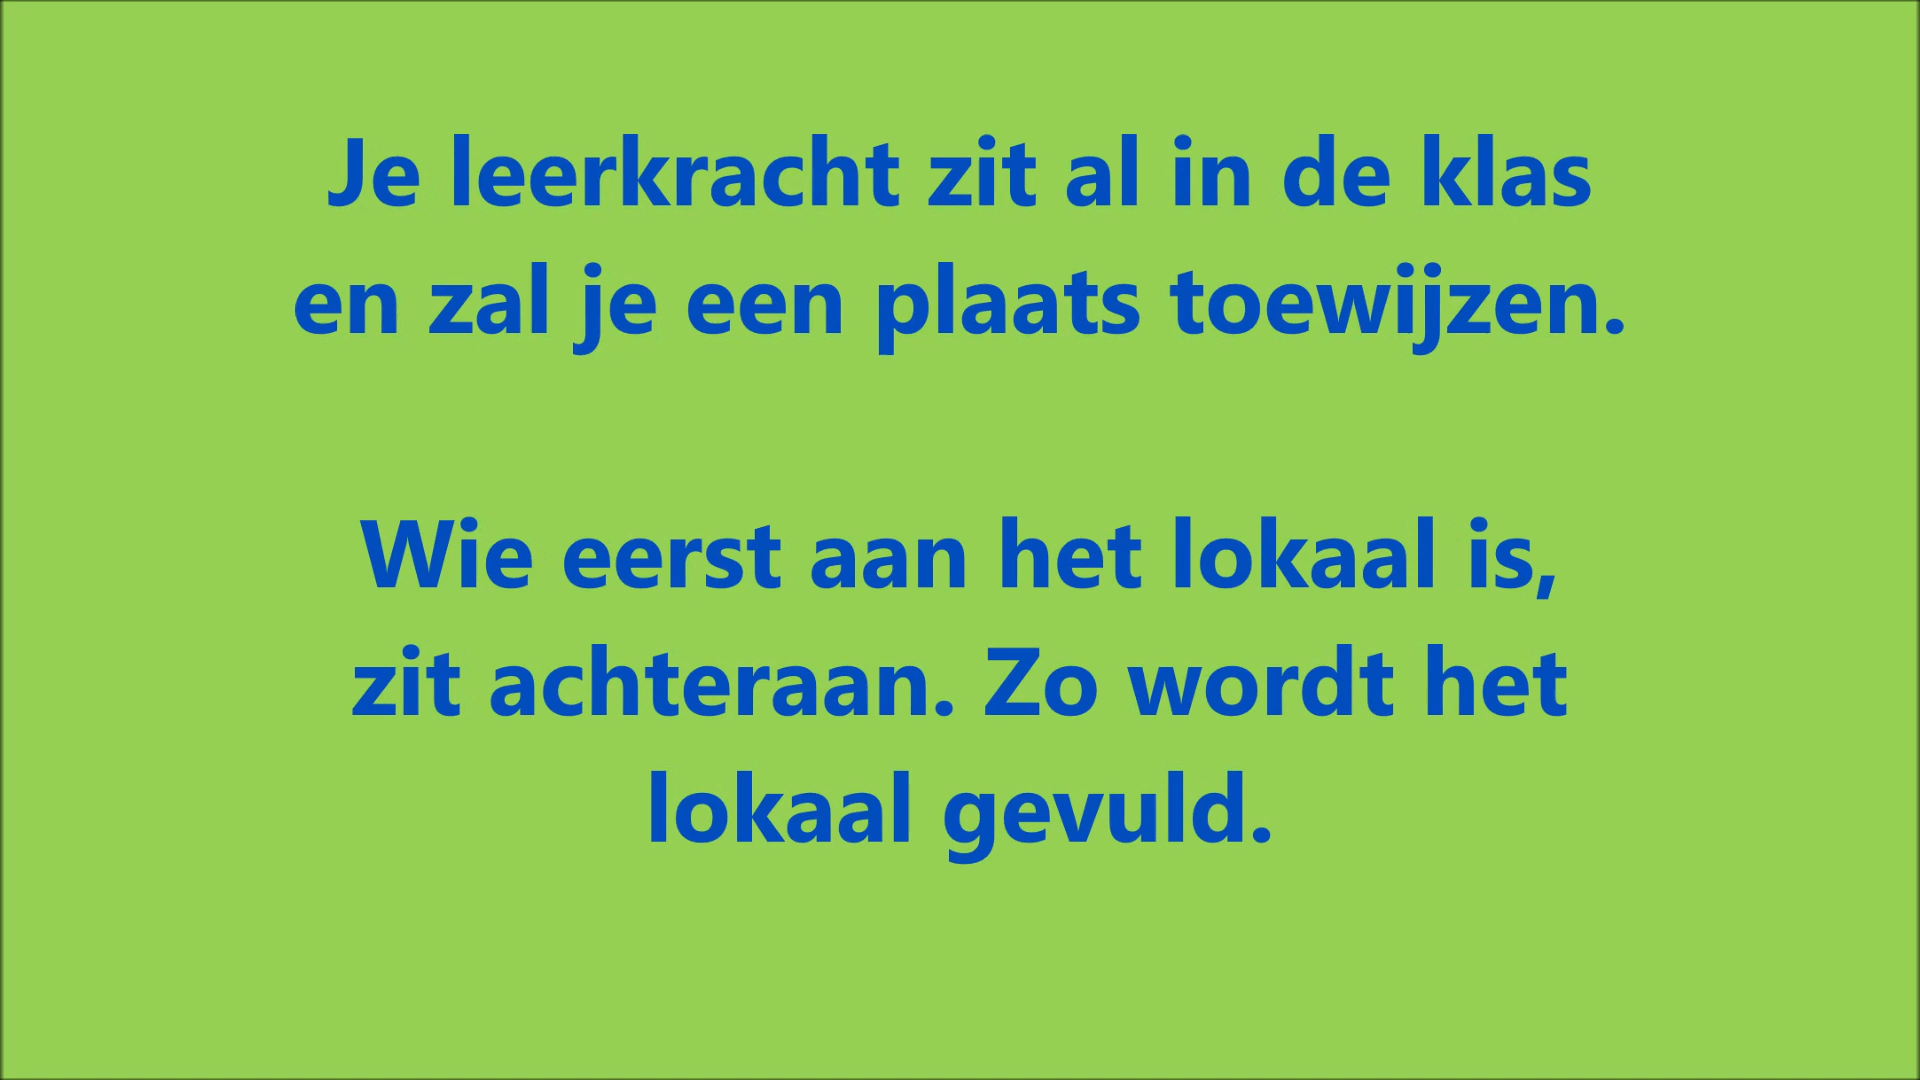 Je leerkracht zit al in de klas
en zal je een plaats toewijzen.
Wie eerst aan het lokaal is,
zit achteraan. Zo wordt het
lokaal gevuld.